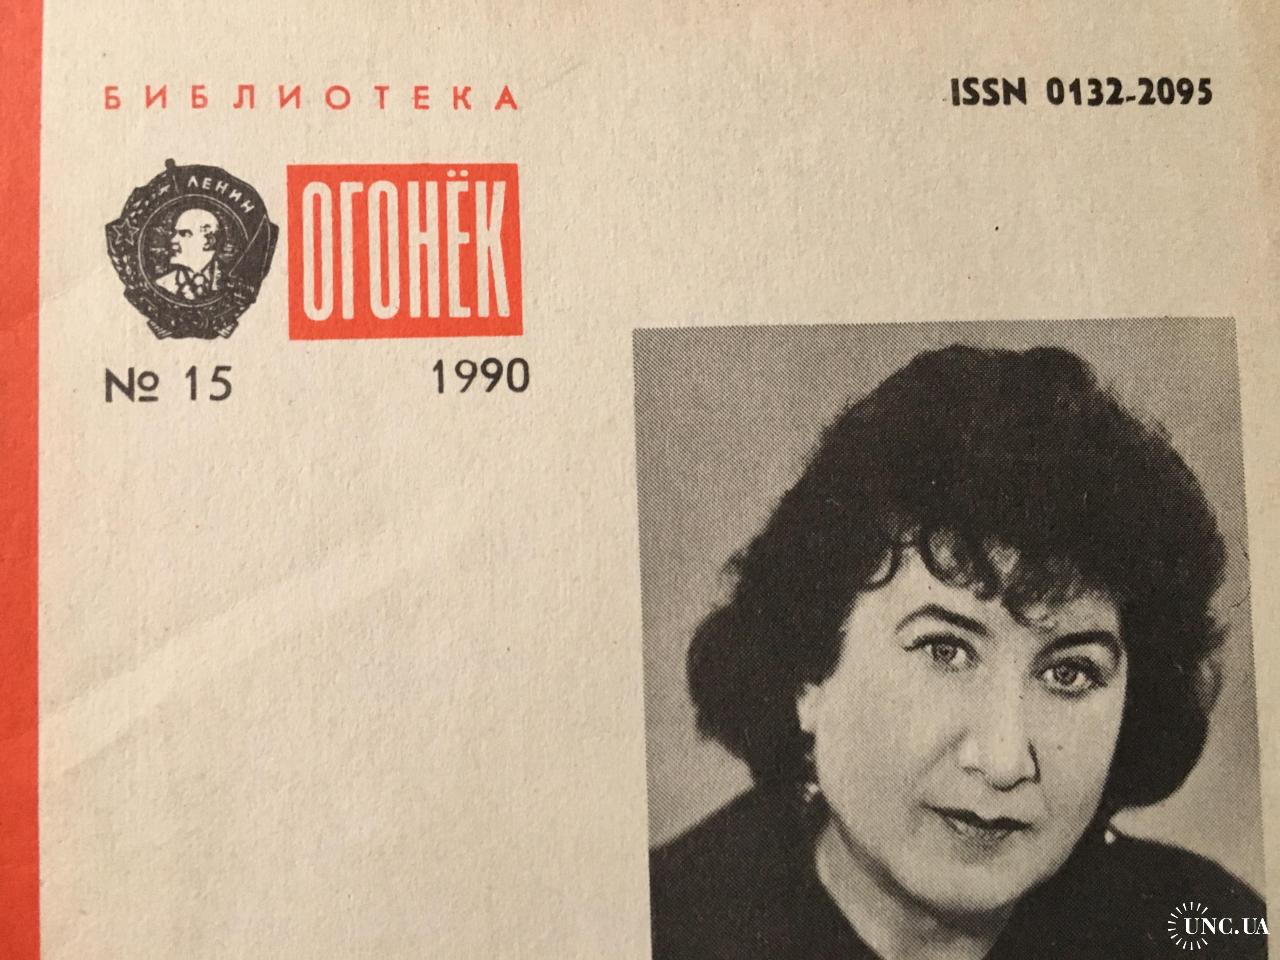 БИБЛИОТЕКА
ISSN 0132-2095
ЛЕНИН
ОГОНЁК
№ 15 1990
UNC.UA